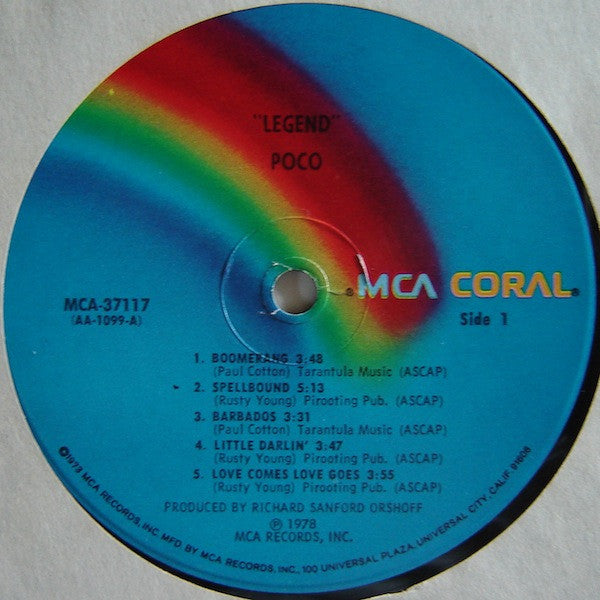 "LEGEND"
POCO
MCA CORAL®
MCA-37117
(AA-1099-A)
Side 1
1. BOOMERANG 3:48
(Paul Cotton) Tarantula Music (ASCAP)
2. SPELLBOUND 5:13
(Rusty Young) Pirooting Pub. (ASCAP)
3. BARBADOS 3:31
(Paul Cotton) Tarantula Music (ASCAP)
4. LITTLE DARLIN' 3:47
(Rusty Young) Pirooting Pub. (ASCAP)
5. LOVE COMES LOVE GOES 3:55
(Rusty Young) Pirooting Pub. (ASCAP)
PRODUCED BY RICHARD SANFORD ORSHOFF
℗ 1978
MCA RECORDS, INC.
©1979 MCA RECORDS, INC. MFD BY MCA RECORDS, INC., 100 UNIVERSAL PLAZA, UNIVERSAL CITY, CALIF. 91608